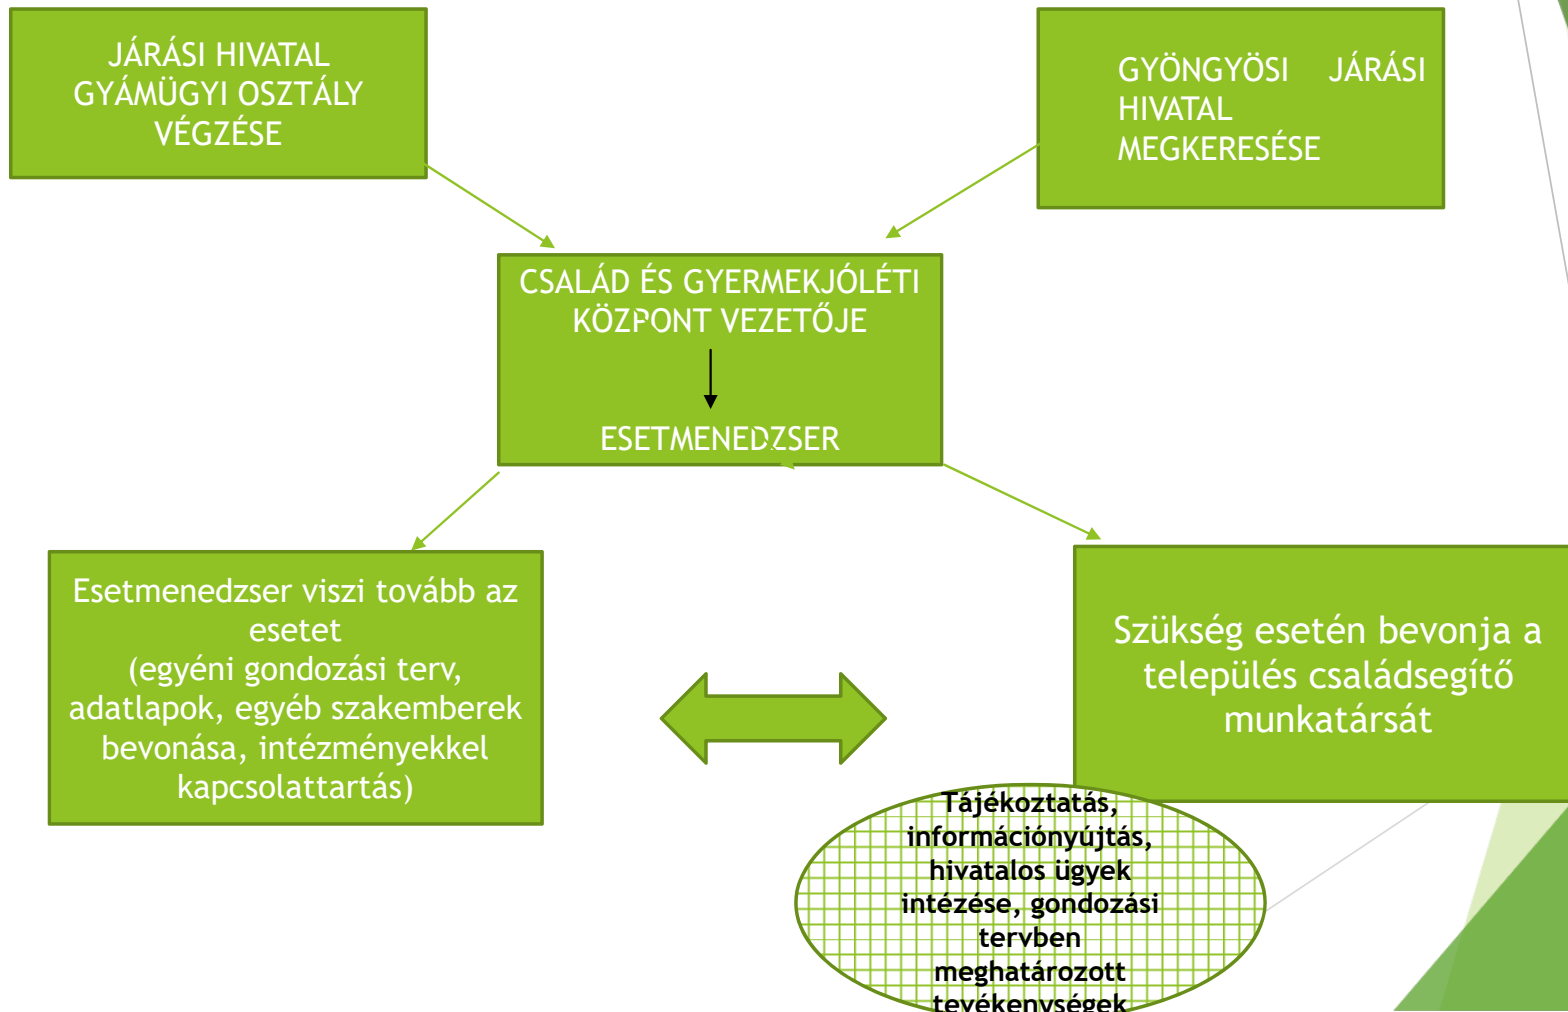 JÁRÁSI HIVATAL
GYÁMÜGYI OSZTÁLY
VÉGZÉSE
GYÖNGYÖSI JÁRÁSI
HIVATAL
MEGKERESÉSE
CSALÁD ÉS GYERMEKJÓLÉTI
KÖZPONT VEZETŐJE
ESETMENEDZSER
Esetmenedzser viszi tovább az
esetet
(egyéni gondozási terv,
adatlapok, egyéb szakemberek
bevonása, intézményekkel
kapcsolattartás)
Szükség esetén bevonja a
település családsegítő
munkatársát
Tájékoztatás,
információnyújtás,
hivatalos ügyek
intézése, gondozási
tervben
meghatározott
tevékenységek